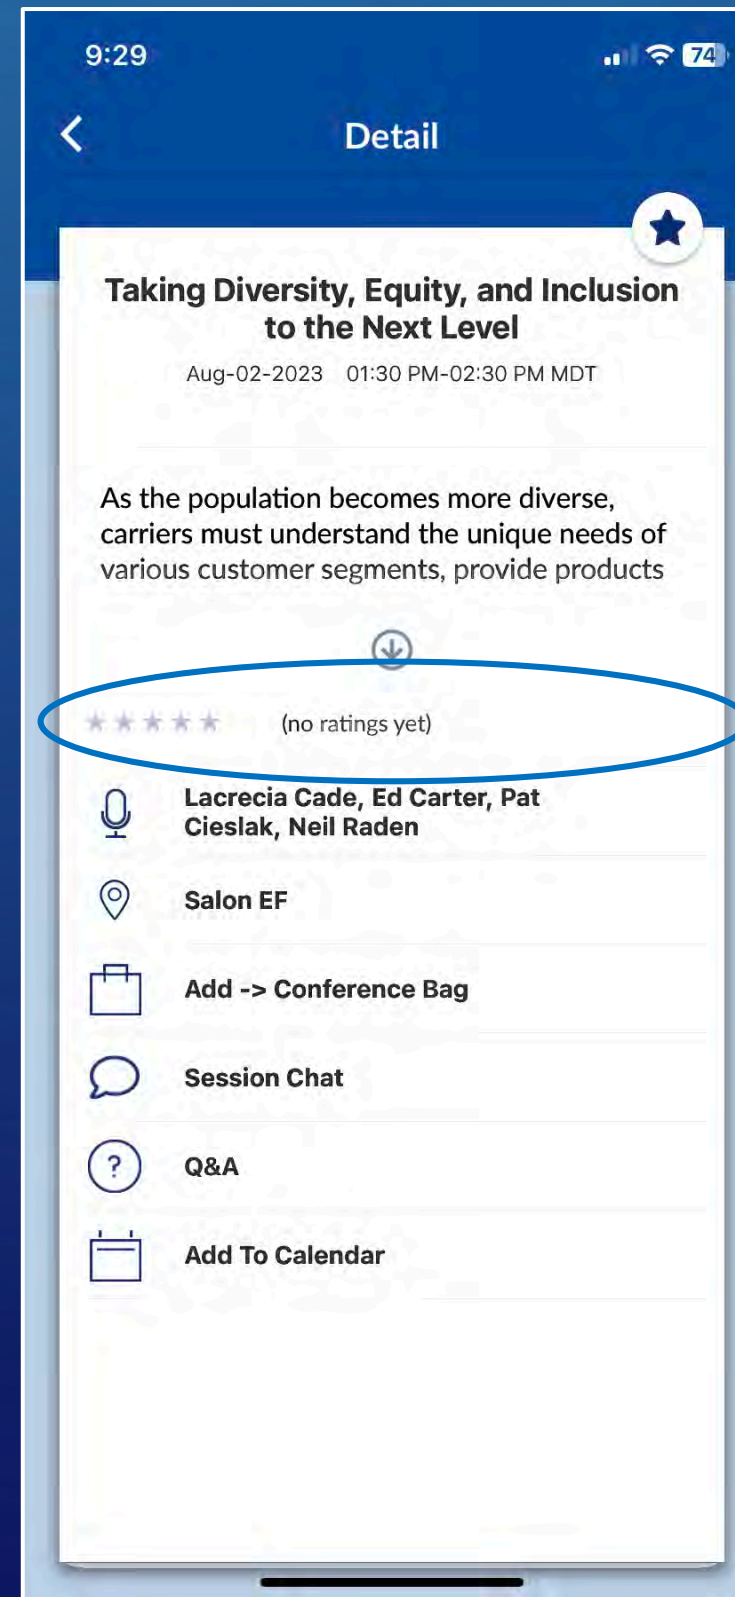 9:29
74
Detail
Taking Diversity, Equity, and Inclusion
to the Next Level
Aug-02-2023 01:30 PM-02:30 PM MDT
As the population becomes more diverse,
carriers must understand the unique needs of
various customer segments, provide products
(no ratings yet)
Lacrecia Cade, Ed Carter, Pat
Cieslak, Neil Raden
Salon EF
Add -> Conference Bag
Session Chat
?
Q&A
Add To Calendar